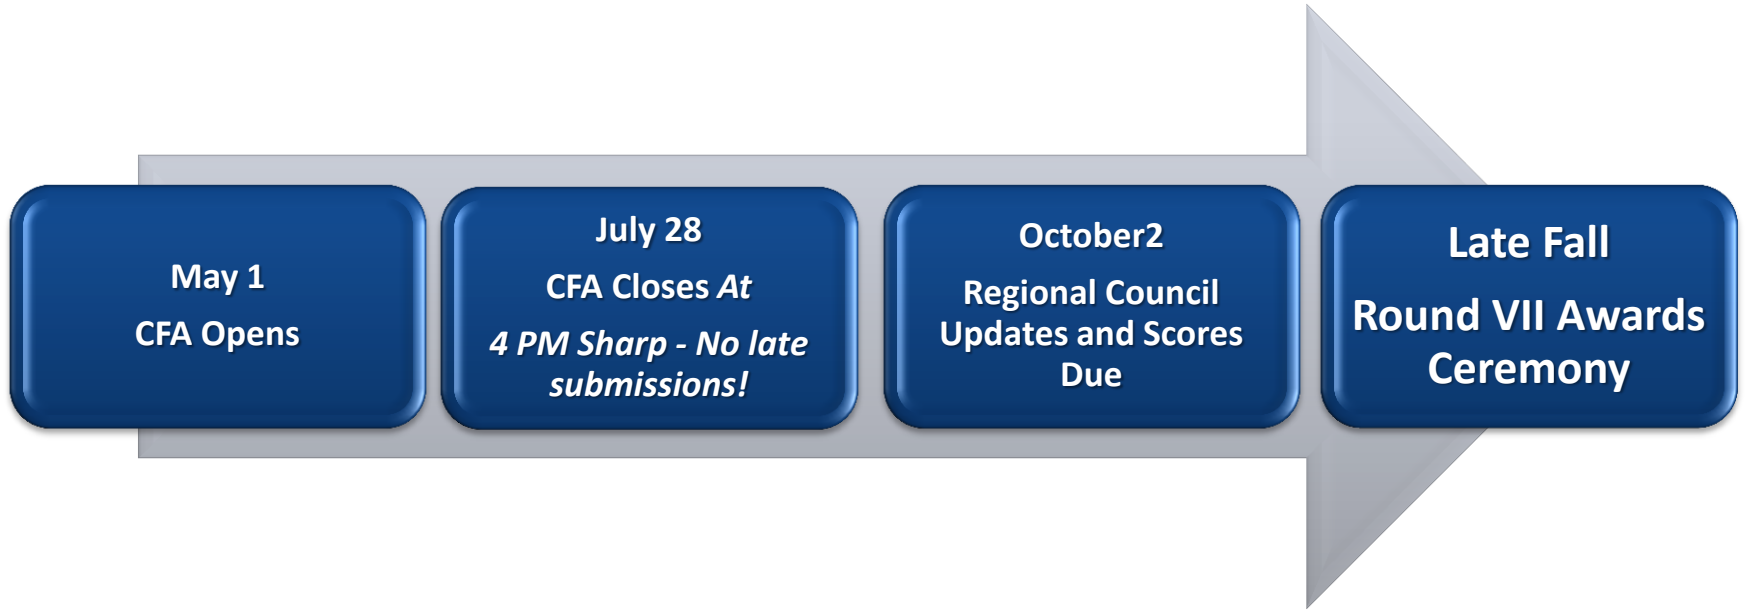 May 1
CFA Opens
July 28
CFA Closes At
4 PM Sharp - No late
submissions!
October2
Regional Council
Updates and Scores
Due
Late Fall
Round VII Awards
Ceremony